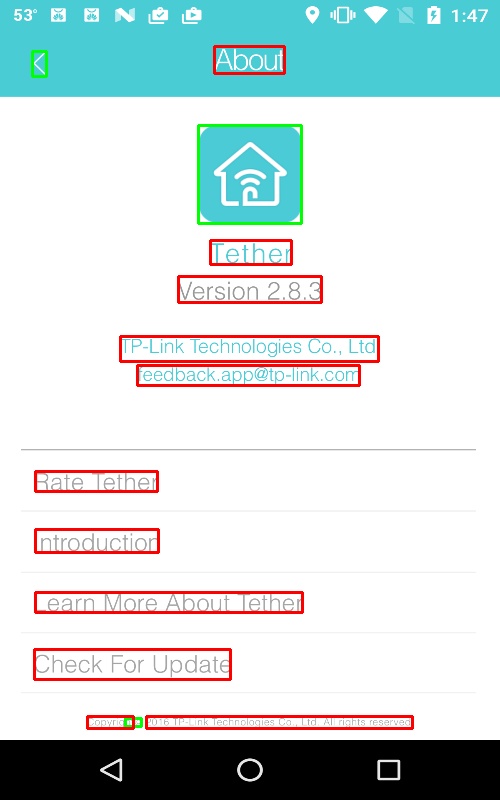 53° 1:47
About
Tether
Version 2.8.3
TP-Link Technologies Co., Ltd
feedback.app@tp-link.com
Rate Tether
Introduction
Learn More About Tether
Check For Update
2016 TP-Link Technologies Co., Ltd. All rights reserved